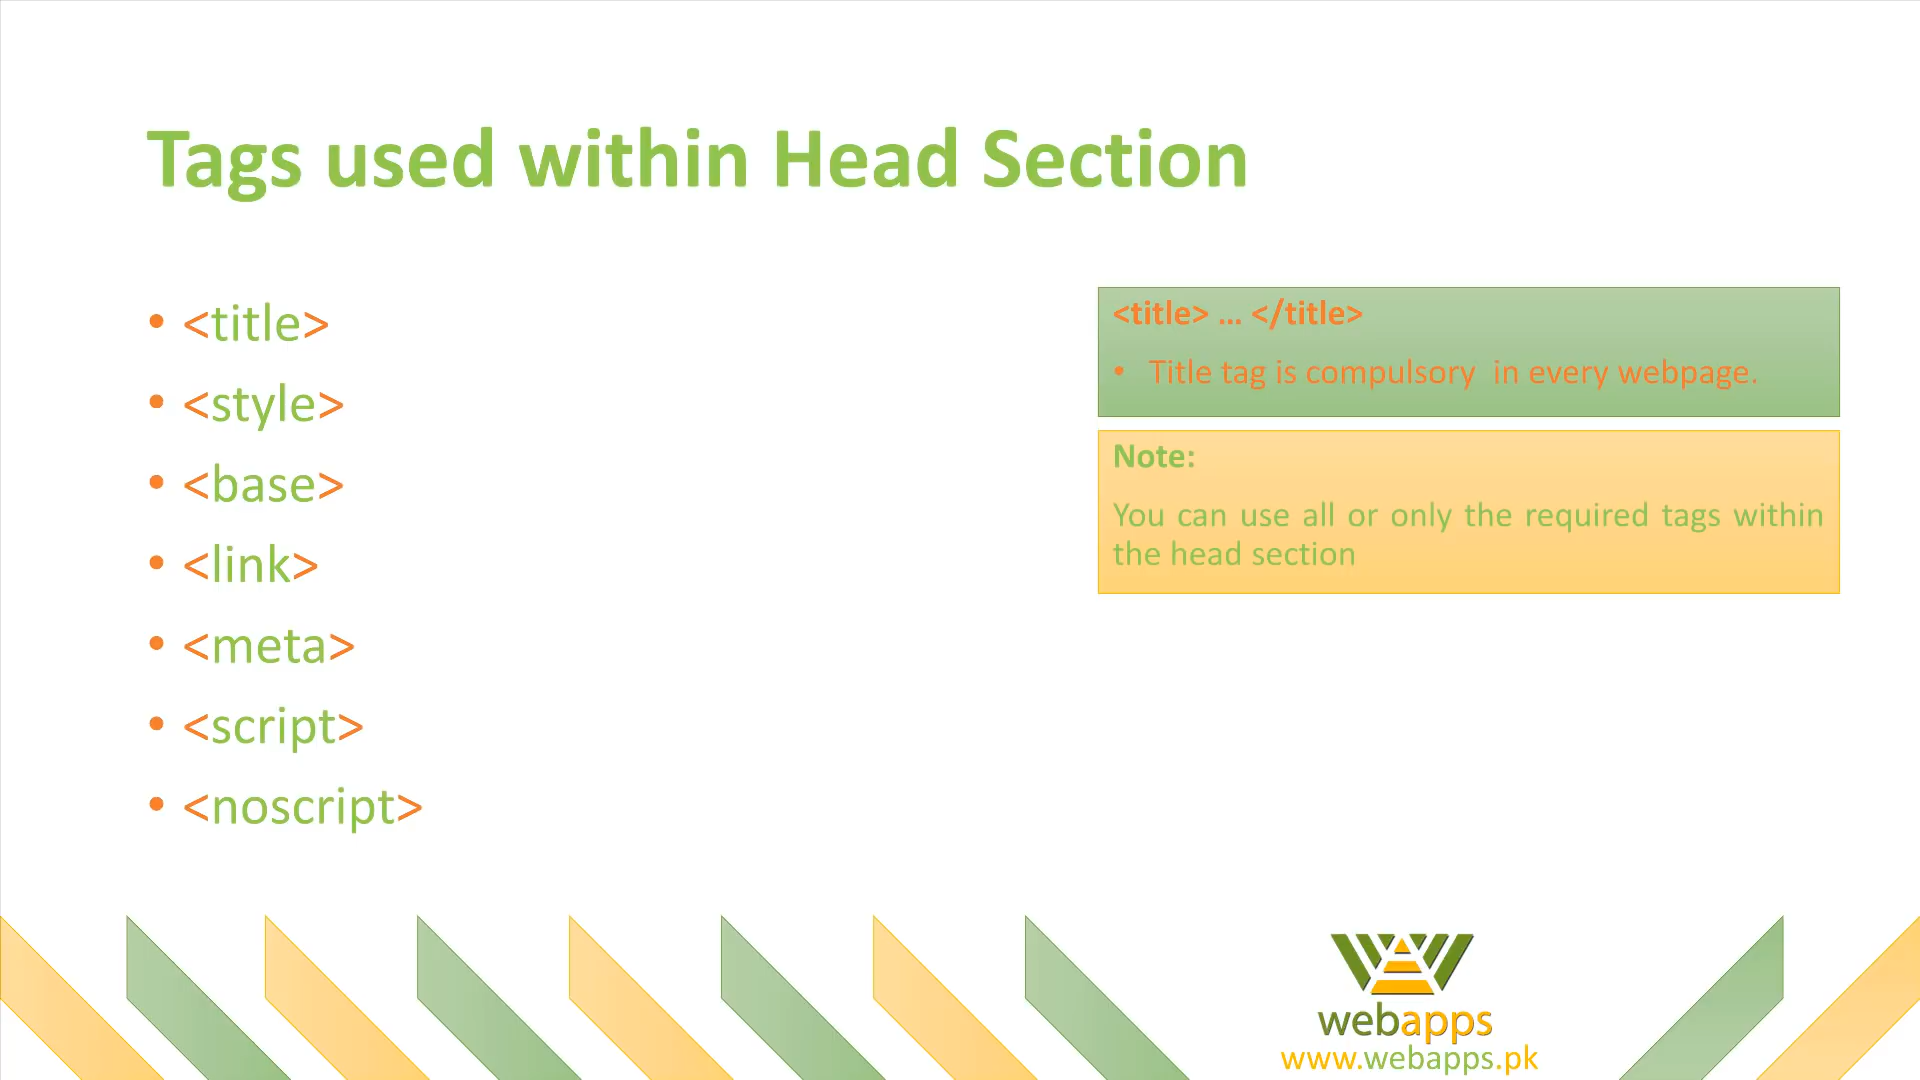 Tags used within Head Section
• <title>
• <style>
• <base>
• <link>
• <meta>
• <script>
• <noscript>
<title> ... </title>
• Title tag is compulsory  in every webpage.
Note:
You can use all or only the required tags within
the head section
webapps
www.webapps.pk